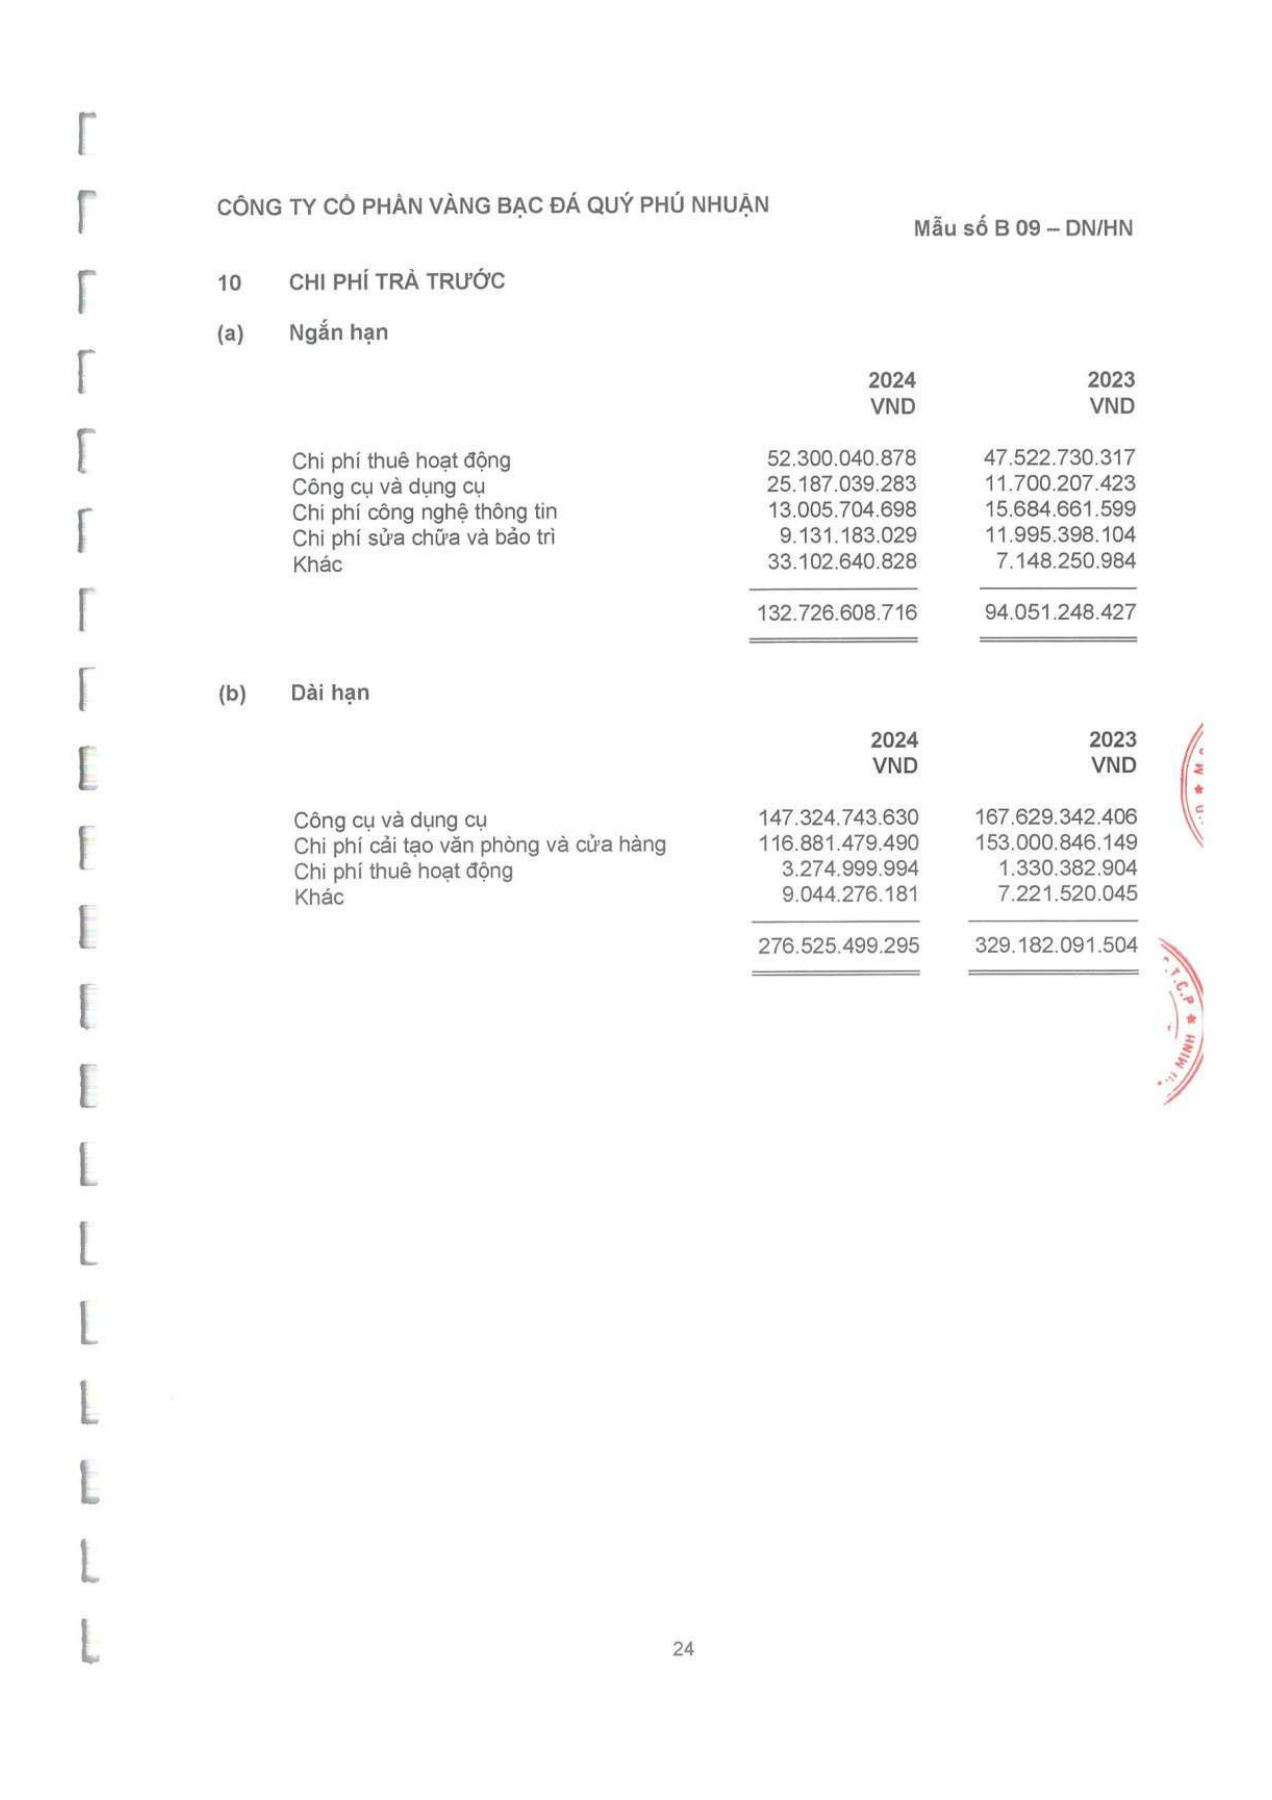 CÔNG TY CỔ PHẦN VÀNG BẠC ĐÁ QUÝ PHÚ NHUẬN
Mẫu số B 09 – DN/HN
10 CHI PHÍ TRẢ TRƯỚC
(a) Ngắn hạn
2024 2023
VND VND
Chi phí thuê hoạt động 52.300.040.878 47.522.730.317
Công cụ và dụng cụ 25.187.039.283 11.700.207.423
Chi phí công nghệ thông tin 13.005.704.698 15.684.661.599
Chi phí sửa chữa và bảo trì 9.131.183.029 11.995.398.104
Khác 33.102.640.828 7.148.250.984
132.726.608.716 94.051.248.427
(b) Dài hạn
2024 2023
VND VND
Công cụ và dụng cụ 147.324.743.630 167.629.342.406
Chi phí cải tạo văn phòng và cửa hàng 116.881.479.490 153.000.846.149
Chi phí thuê hoạt động 3.274.999.994 1.330.382.904
Khác 9.044.276.181 7.221.520.045
276.525.499.295 329.182.091.504
T.C.P ★ MINH
24